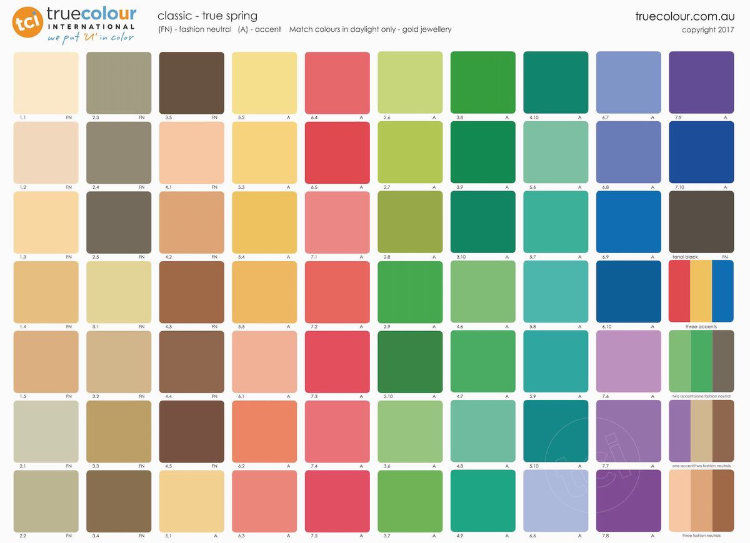 tci truecolour
INTERNATIONAL
we put 'U' in color
classic - true spring
(FN) - fashion neutral (A) - accent Match colours in daylight only - gold jewellery
truecolour.com.au
copyright 2017
1.1 FN 2.3 FN 3.5 FN 5.2 A 6.4 A 2.6 A 3.8 A 4.10 A 6.7 A 7.9 A
1.2 FN 2.4 FN 4.1 FN 5.3 A 6.5 A 2.7 A 3.9 A 5.6 A 6.8 A 7.10 A
1.3 FN 2.5 FN 4.2 FN 5.4 A 7.1 A 2.8 A 3.10 A 5.7 A 6.9 A tonal black FN
1.4 FN 3.1 FN 4.3 FN 5.5 A 7.2 A 2.9 A 4.6 A 5.8 A 6.10 A three accents
1.5 FN 3.2 FN 4.4 FN 6.1 A 7.3 A A 4.7 A 5.9 A 7.6 A two accents/one fashion neutral
2.1 FN 3.3 FN 4.5 FN 6.2 A 7.4 A 3.6 A 4.8 A 5.10 A 7.7 A one accent/two fashion neutrals
2.2 FN 3.4 FN 5.1 A 6.3 A 7.5 A 3.7 A 4.9 A 6.6 A 7.8 A three fashion neutrals
tci